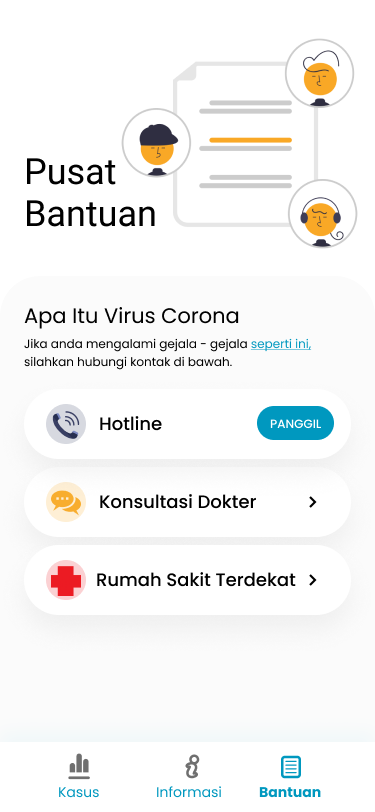 Pusat
Bantuan
Apa Itu Virus Corona
Jika anda mengalami gejala - gejala seperti ini,
silahkan hubungi kontak di bawah.
Hotline
PANGGIL
Konsultasi Dokter
Rumah Sakit Terdekat
Kasus
Informasi
Bantuan